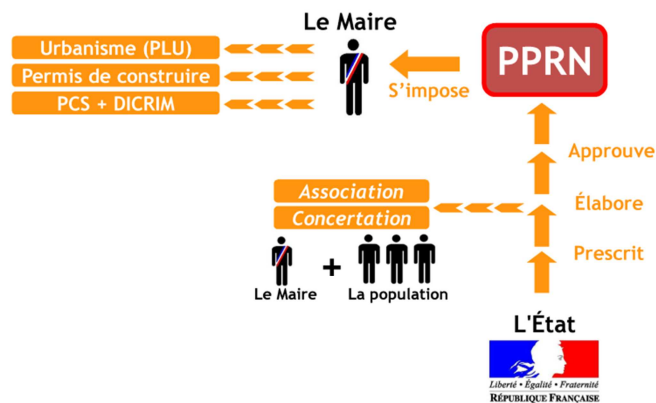 Le Maire
Urbanisme (PLU)
Permis de construire
PCS + DICRIM
S'impose
PPRN
Approuve
Élabore
Prescrit
Association
Concertation
+
Le Maire
La population
L'État
Liberté • Égalité • Fraternité
RÉPUBLIQUE FRANÇAISE